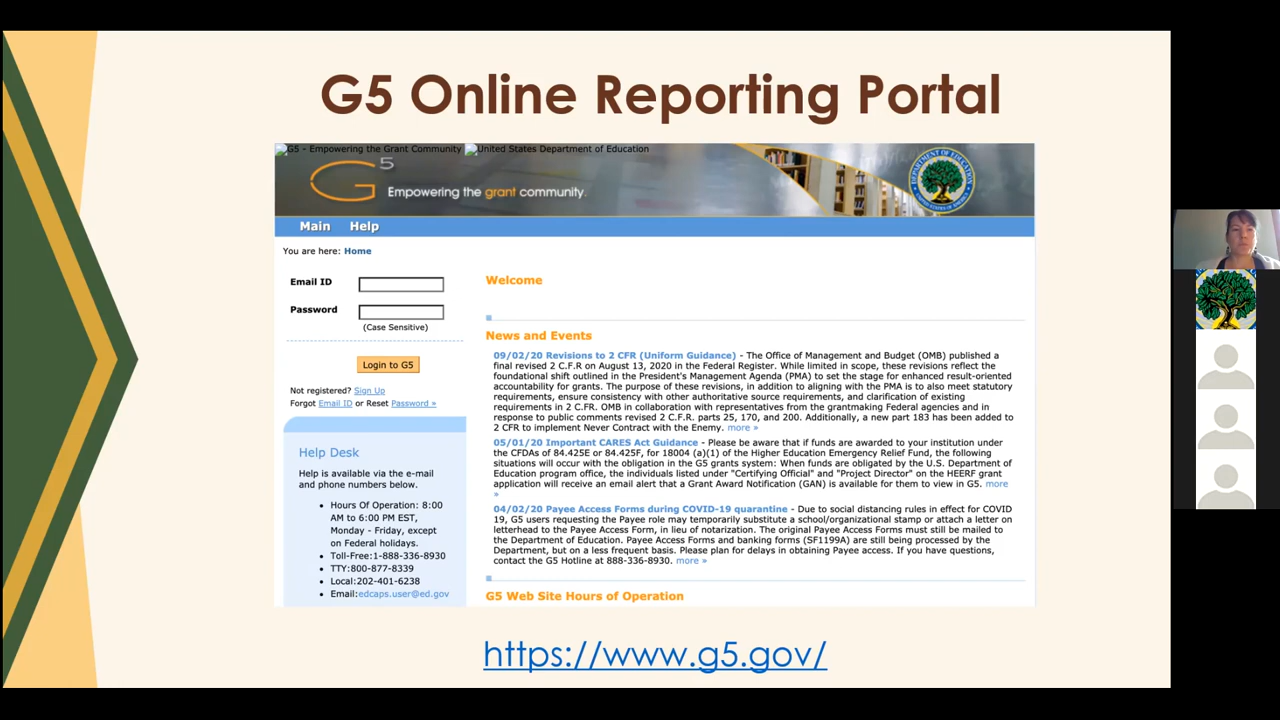 G5 Online Reporting Portal
G5 - Empowering the Grant Community United States Department of Education
G5
Empowering the grant community.
DEPARTMENT OF EDUCATION
UNITED STATES OF AMERICA
Main Help
You are here: Home
Email ID
Password
(Case Sensitive)
Login to G5
Not registered? Sign Up
Forgot Email ID or Reset Password »
Help Desk
Help is available via the e-mail
and phone numbers below.
Hours Of Operation: 8:00
AM to 6:00 PM EST,
Monday - Friday, except
on Federal holidays.
Toll-Free:1-888-336-8930
TTY:800-877-8339
Local:202-401-6238
Email:edcaps.user@ed.gov
Welcome
News and Events
09/02/20 Revisions to 2 CFR (Uniform Guidance) - The Office of Management and Budget (OMB) published a
final revised 2 C.F.R on August 13, 2020 in the Federal Register. While limited in scope, these revisions reflect the
foundational shift outlined in the President's Management Agenda (PMA) to set the stage for enhanced result-oriented
accountability for grants. The purpose of these revisions, in addition to aligning with the PMA is to also meet statutory
requirements, ensure consistency with other authoritative source requirements, and clarification of existing
requirements in 2 C.FR. OMB in collaboration with representatives from the grantmaking Federal agencies and in
response to public comments revised 2 C.F.R. parts 25, 170, and 200. Additionally, a new part 183 has been added to
2 CFR to implement Never Contract with the Enemy. more »
05/01/20 Important CARES Act Guidance - Please be aware that if funds are awarded to your institution under
the CFDAs of 84.425E or 84.425F, for 18004 (a)(1) of the Higher Education Emergency Relief Fund, the following
situations will occur with the obligation in the G5 grants system: When funds are obligated by the U.S. Department of
Education program office, the individuals listed under "Certifying Official" and "Project Director" on the HEERF grant
application will receive an email alert that a Grant Award Notification (GAN) is available for them to view in G5. more
»
04/02/20 Payee Access Forms during COVID-19 quarantine - Due to social distancing rules in effect for COVID
19, G5 users requesting the Payee role may temporarily substitute a school/organizational stamp or attach a letter on
letterhead to the Payee Access Form, in lieu of notarization. The original Payee Access Forms must still be mailed to
the Department of Education. Payee Access Forms and banking forms (SF1199A) are still being processed by the
Department, but on a less frequent basis. Please plan for delays in obtaining Payee access. If you have questions,
contact the G5 Hotline at 888-336-8930. more »
G5 Web Site Hours of Operation
https://www.g5.gov/